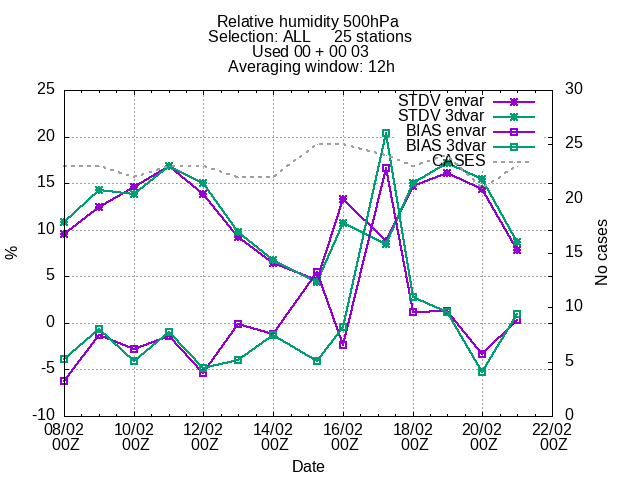 Relative humidity 500hPa
Selection: ALL 25 stations
Used 00 + 00 03
Averaging window: 12h
25 30
STDV envar
STDV 3dvar
BIAS envar
BIAS 3dvar
CASES
20
15
10
5
0
-5
-10
25
20
15
10
5
0
%
No cases
08/02 10/02 12/02 14/02 16/02 18/02 20/02 22/02
00Z 00Z 00Z 00Z 00Z 00Z 00Z 00Z
Date